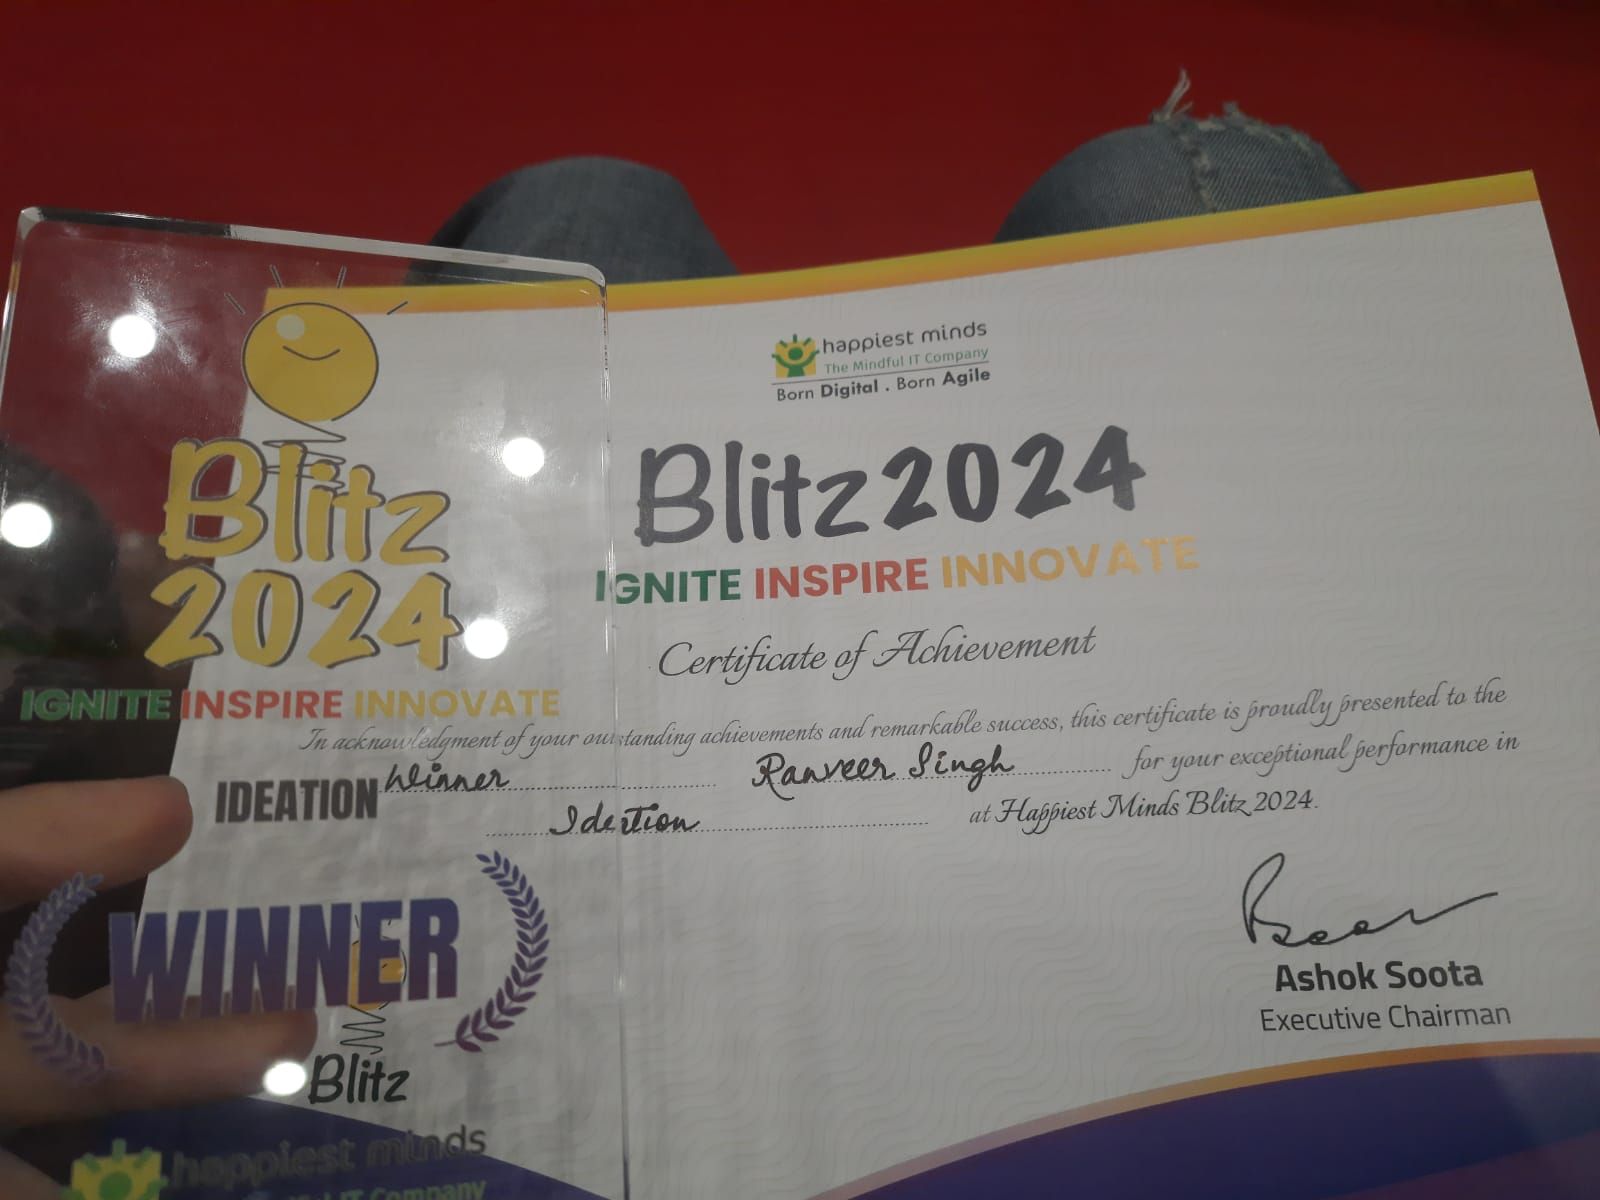 Blitz
2024
IGNITE INSPIRE INNOVATE
IDEATION
WINNER
happiest minds
IT Company
happiest minds
The Mindful IT Company
Born Digital . Born Agile
Blitz2024
IGNITE INSPIRE INNOVATE
Certificate of Achievement
In acknowledgment of your outstanding achievements and remarkable success, this certificate is proudly presented to the
Winner Ranveer Singh for your exceptional performance in
Ideation at Happiest Minds Blitz 2024.
Ashok Soota
Executive Chairman
Blitz